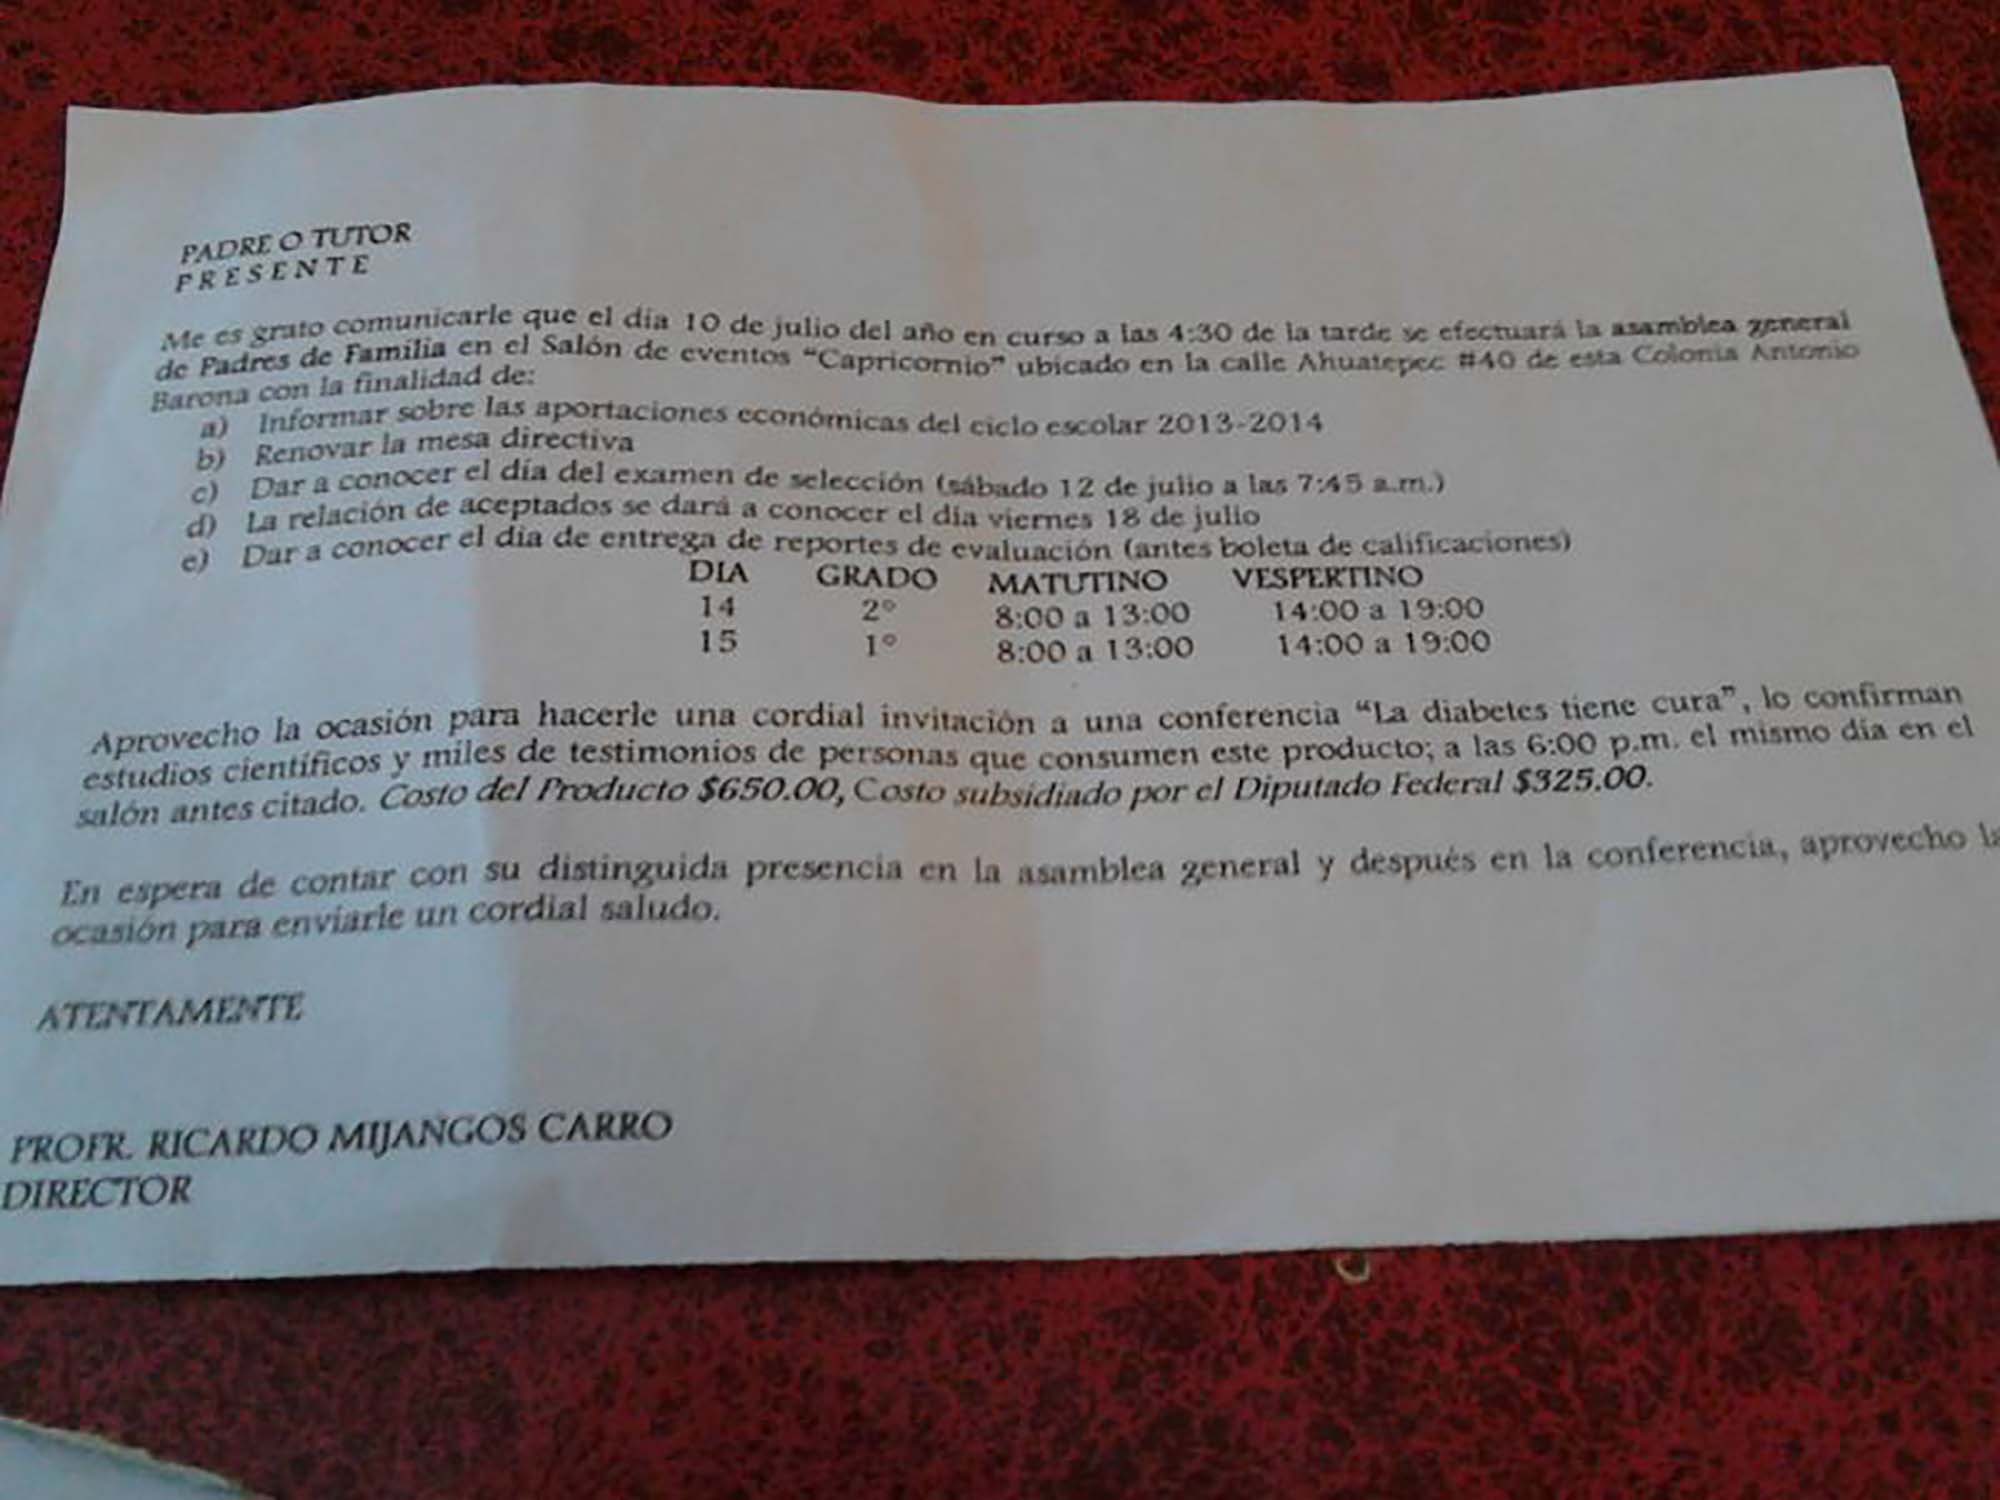 PADRE O TUTOR
P R E S E N T E
Me es grato comunicarle que el día 10 de julio del año en curso a las 4:30 de la tarde se efectuará la asamblea general
de Padres de Familia en el Salón de eventos “Capricornio” ubicado en la calle Ahuatepec #40 de esta Colonia Antonio
Barona con la finalidad de:
a) Informar sobre las aportaciones económicas del ciclo escolar 2013-2014
b) Renovar la mesa directiva
c) Dar a conocer el día del examen de selección (sábado 12 de julio a las 7:45 a.m.)
d) La relación de aceptados se dará a conocer el día viernes 18 de julio
e) Dar a conocer el día de entrega de reportes de evaluación (antes boleta de calificaciones)
DIA GRADO MATUTINO VESPERTINO
14 2° 8:00 a 13:00 14:00 a 19:00
15 1° 8:00 a 13:00 14:00 a 19:00
Aprovecho la ocasión para hacerle una cordial invitación a una conferencia “La diabetes tiene cura”, lo confirman
estudios científicos y miles de testimonios de personas que consumen este producto; a las 6:00 p.m. el mismo día en el
salón antes citado. Costo del Producto $650.00, Costo subsidiado por el Diputado Federal $325.00.
En espera de contar con su distinguida presencia en la asamblea general y después en la conferencia, aprovecho la
ocasión para enviarle un cordial saludo.
ATENTAMENTE
PROFR. RICARDO MIJANGOS CARRO
DIRECTOR